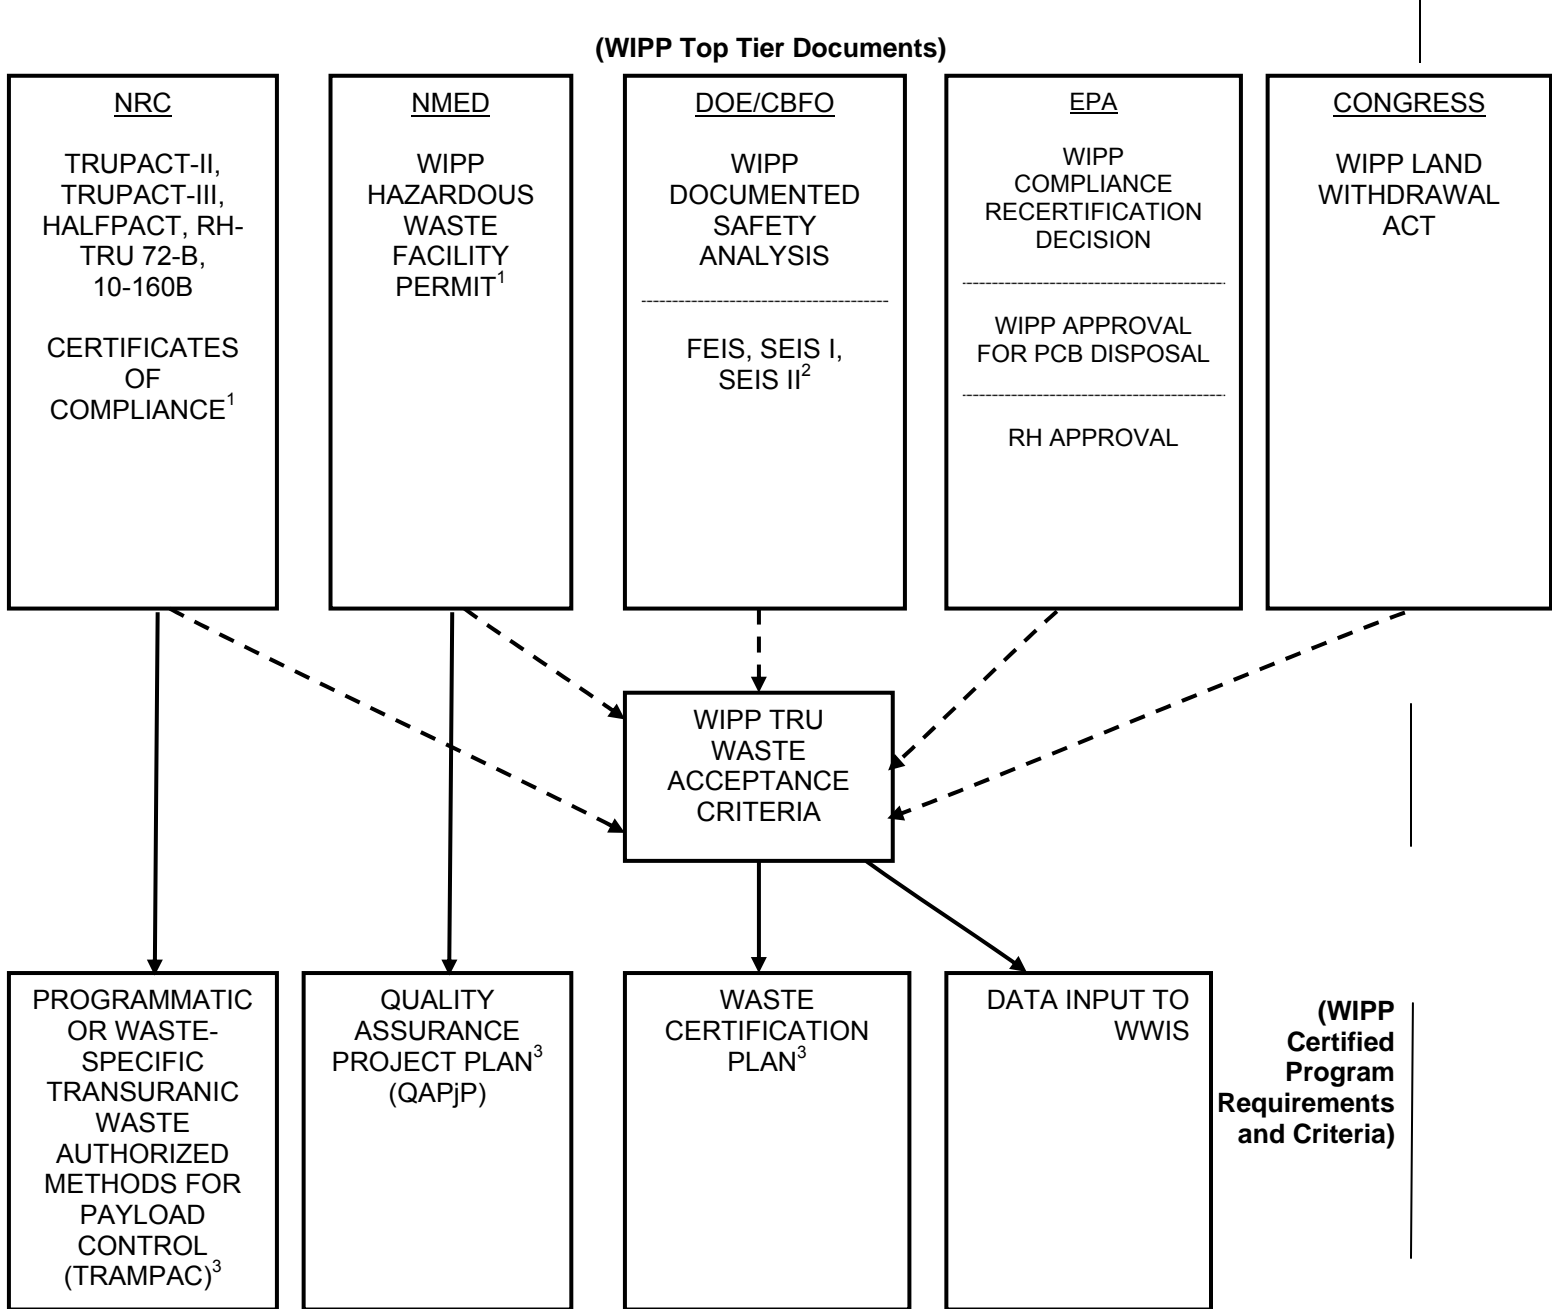 (WIPP Top Tier Documents)
NRC
TRUPACT-II,
TRUPACT-III,
HALFPACT, RH-
TRU 72-B,
10-160B
CERTIFICATES
OF
COMPLIANCE1
NMED
WIPP
HAZARDOUS
WASTE
FACILITY
PERMIT1
DOE/CBFO
WIPP
DOCUMENTED
SAFETY
ANALYSIS
FEIS, SEIS I,
SEIS II2
EPA
WIPP
COMPLIANCE
RECERTIFICATION
DECISION
WIPP APPROVAL
FOR PCB DISPOSAL
RH APPROVAL
CONGRESS
WIPP LAND
WITHDRAWAL
ACT
WIPP TRU
WASTE
ACCEPTANCE
CRITERIA
PROGRAMMATIC
OR WASTE-
SPECIFIC
TRANSURANIC
WASTE
AUTHORIZED
METHODS FOR
PAYLOAD
CONTROL
(TRAMPAC)3
QUALITY
ASSURANCE
PROJECT PLAN3
(QAPjP)
WASTE
CERTIFICATION
PLAN3
DATA INPUT TO
WWIS
(WIPP
Certified
Program
Requirements
and Criteria)